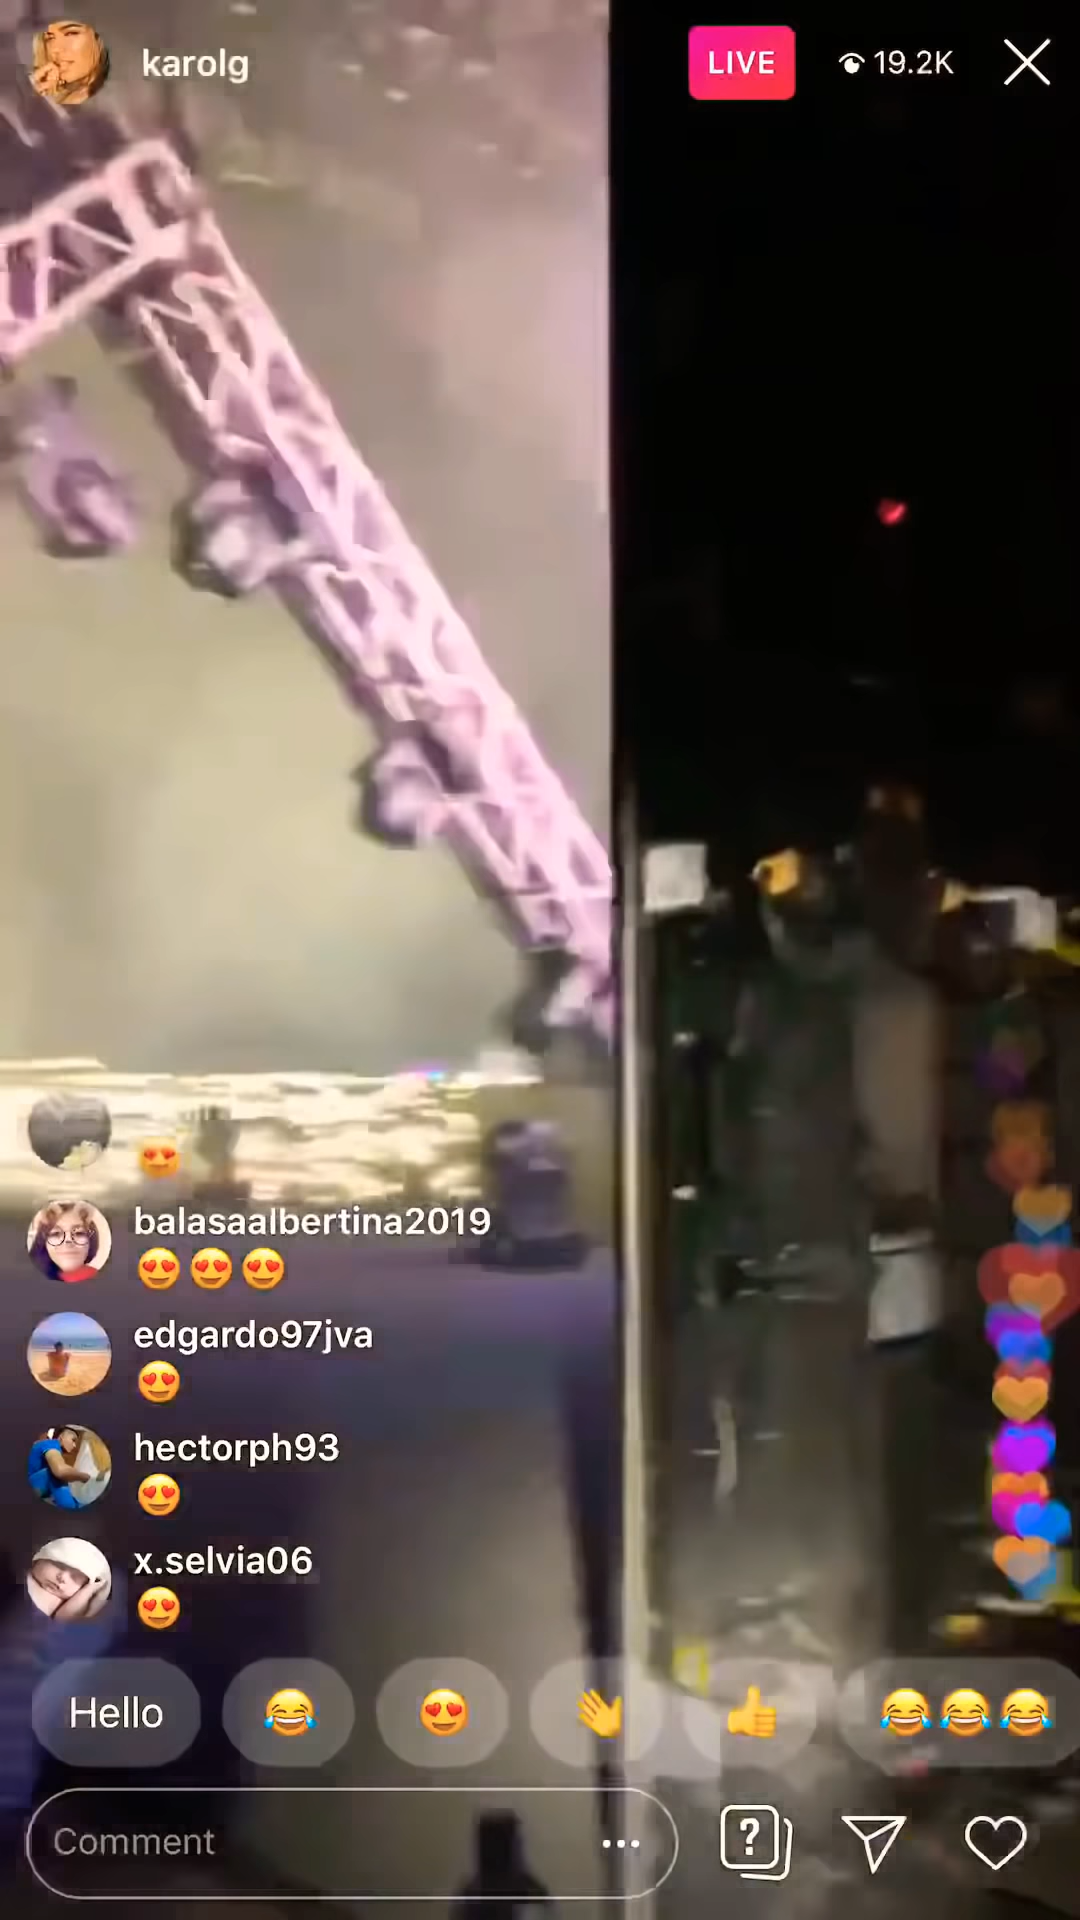 karolg
LIVE
19.2K
😍
balasaalbertina2019
😍😍😍
edgardo97jva
😍
hectorph93
😍
x.selvia06
😍
Hello 😂 😍 👋 👍 😂😂😂
Comment